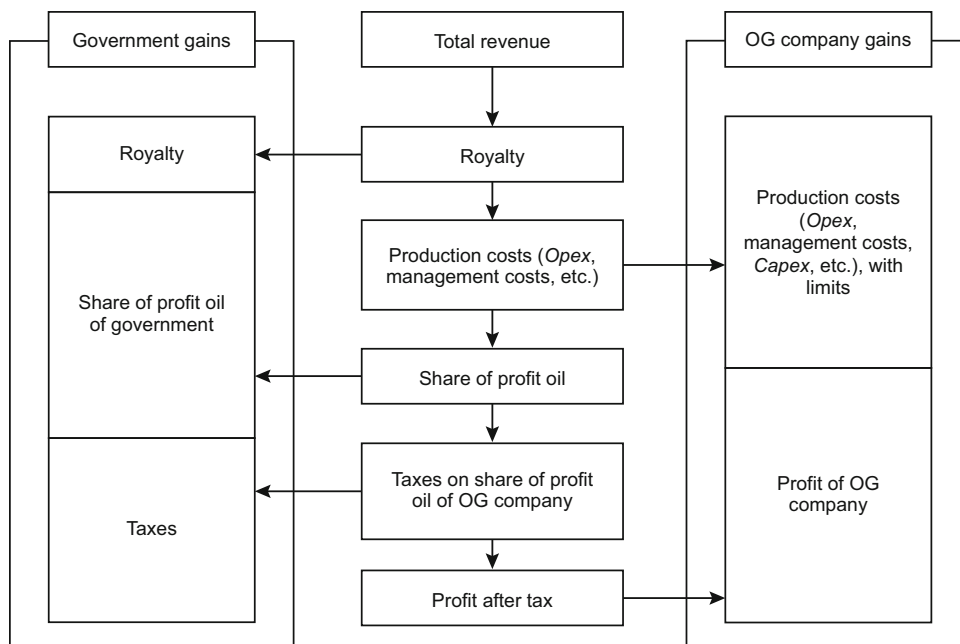 Government gains
Total revenue
OG company gains
Royalty
Share of profit oil
of government
Taxes
Royalty
Production costs (Opex,
management costs, etc.)
Share of profit oil
Taxes on share of profit
oil of OG company
Profit after tax
Production costs
(Opex,
management costs,
Capex, etc.), with
limits
Profit of OG
company